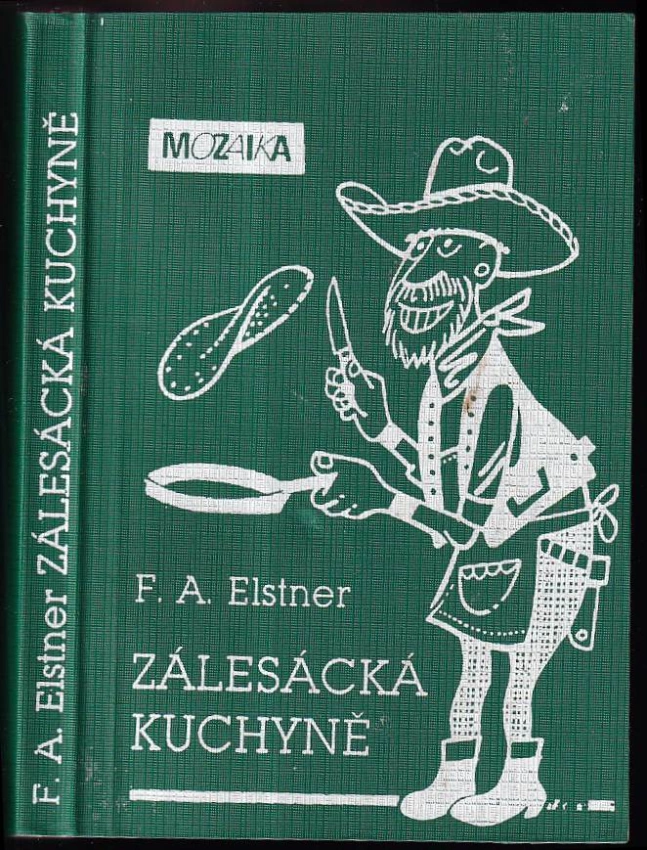 F. A. Elstner ZÁLESÁCKÁ KUCHYNĚ
MOZAIKA
F. A. Elstner
ZÁLESÁCKÁ
KUCHYNĚ